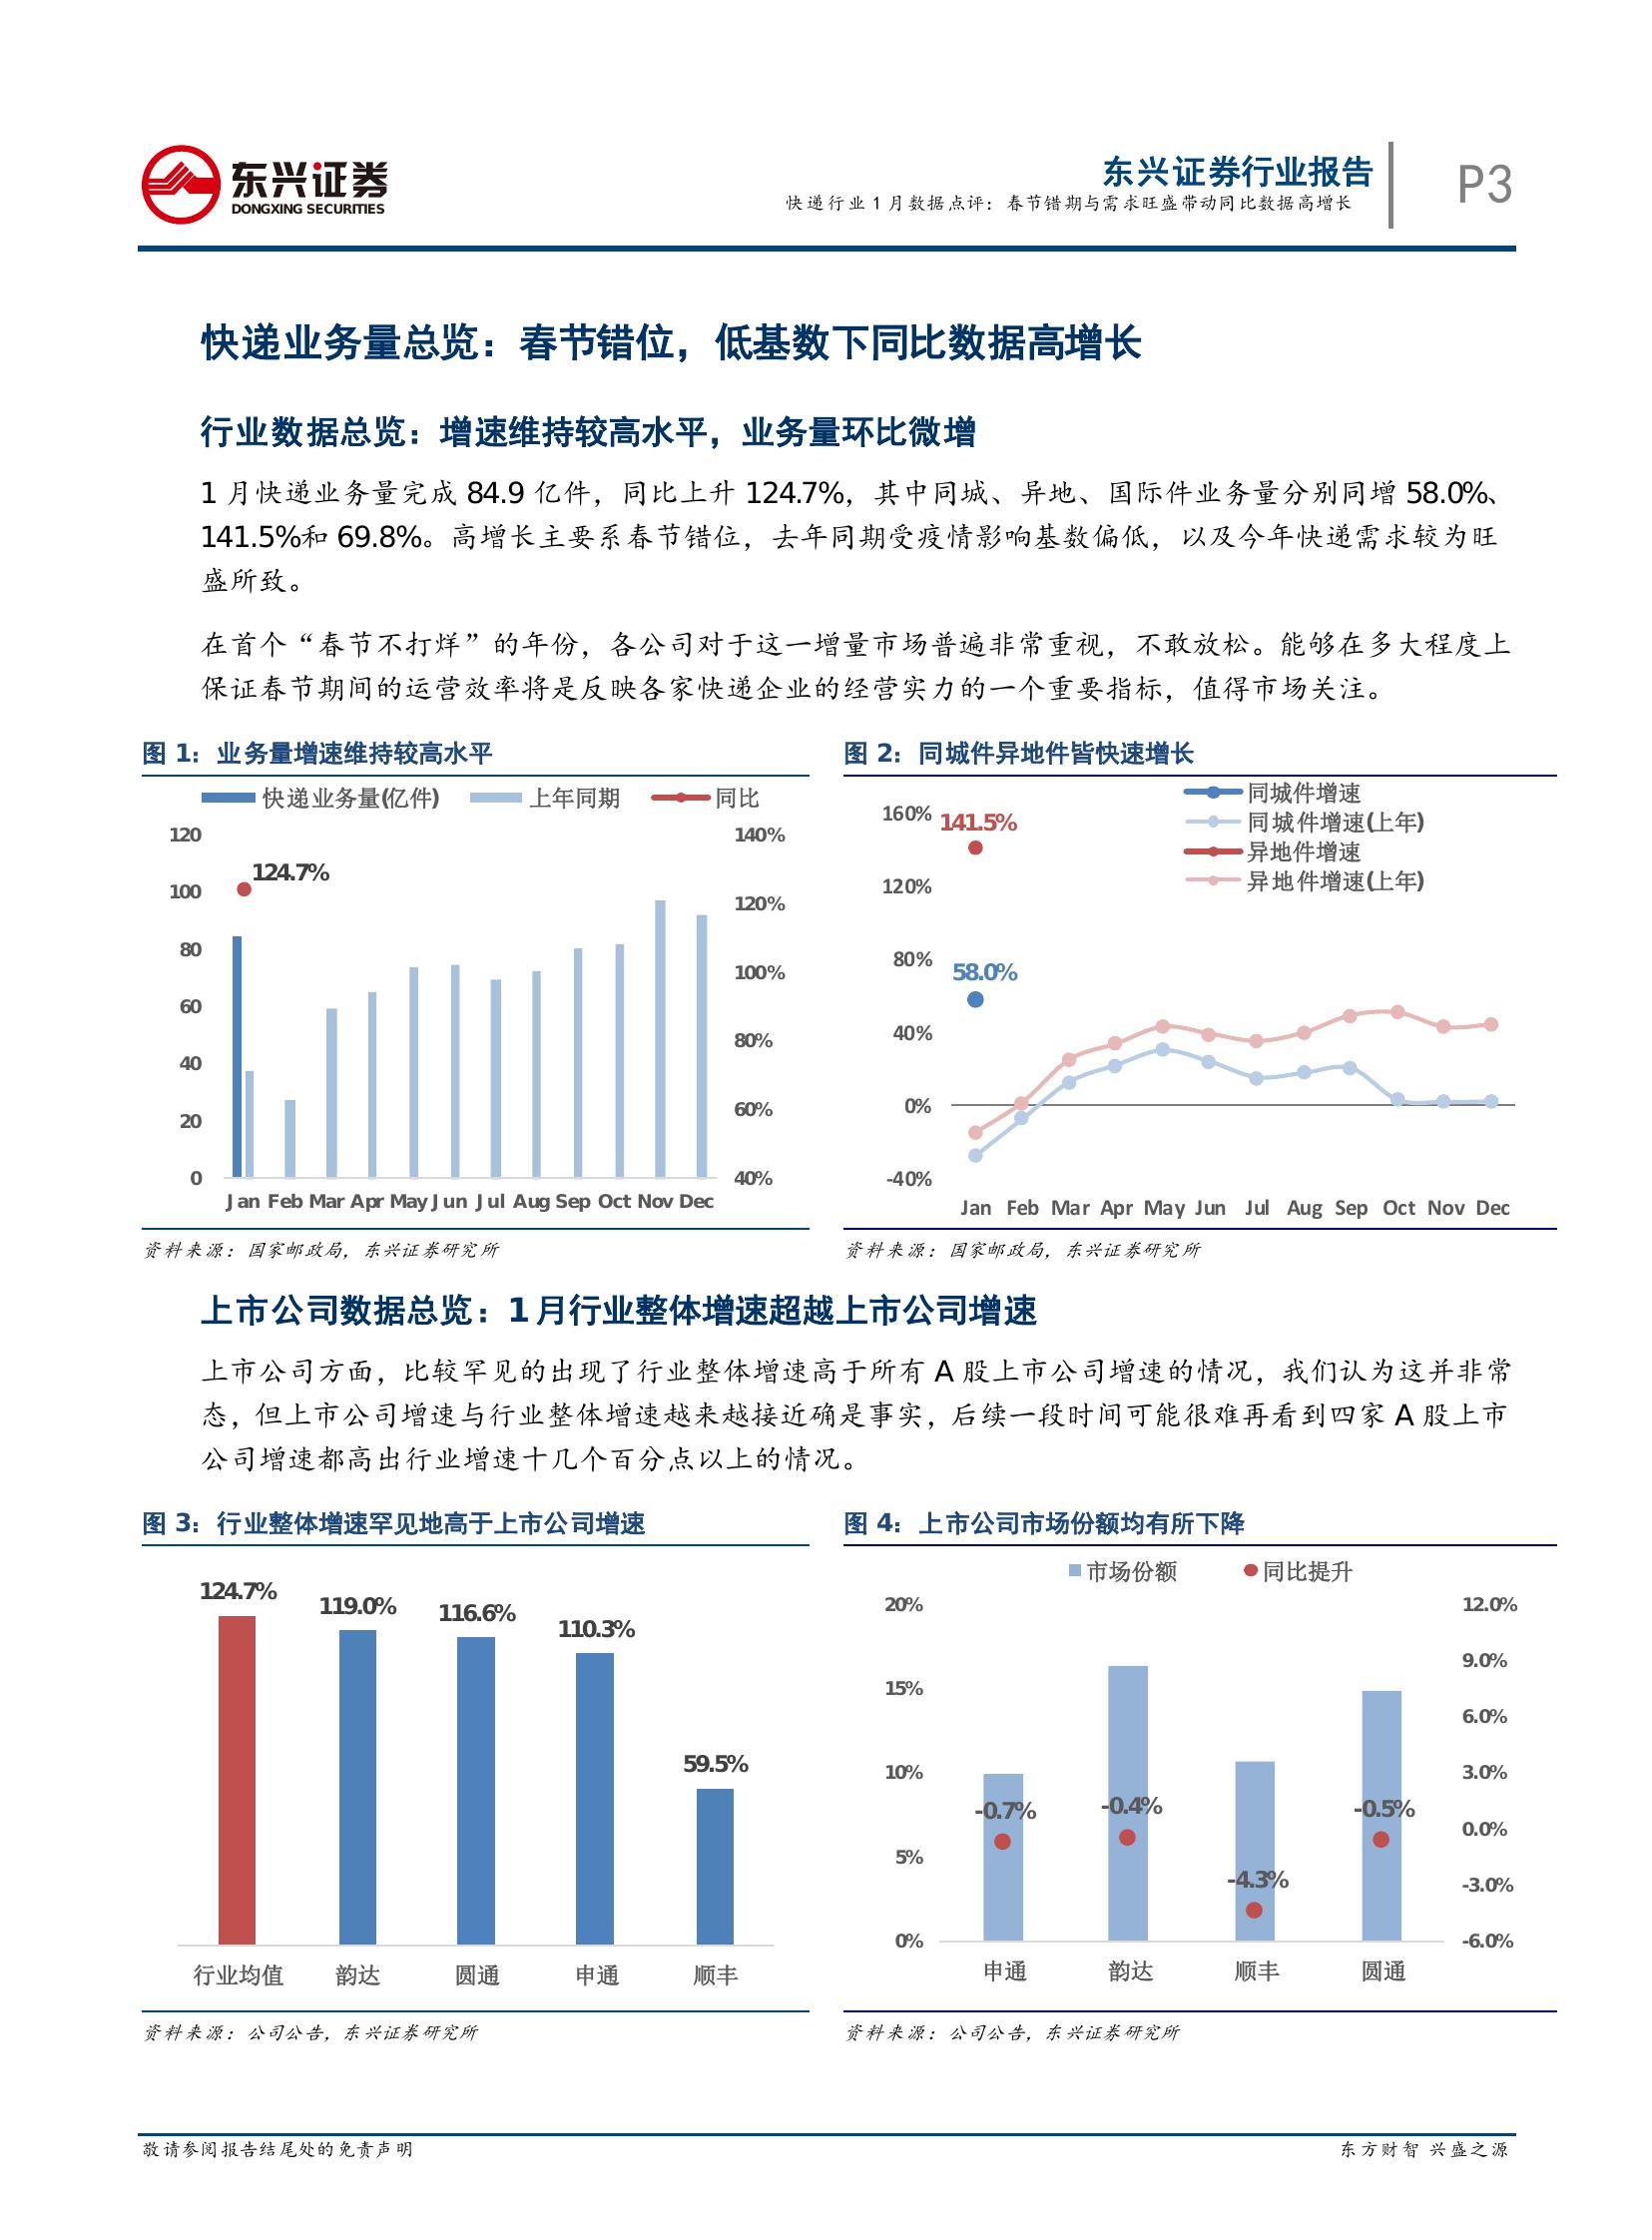 东兴证券
DONGXING SECURITIES
东兴证券行业报告
快递行业 1 月数据点评：春节错期与需求旺盛带动同比数据高增长
P3
快递业务量总览：春节错位，低基数下同比数据高增长
行业数据总览：增速维持较高水平，业务量环比微增
1 月快递业务量完成 84.9 亿件，同比上升 124.7%，其中同城、异地、国际件业务量分别同增 58.0%、
141.5%和 69.8%。高增长主要系春节错位，去年同期受疫情影响基数偏低，以及今年快递需求较为旺
盛所致。
在首个“春节不打烊”的年份，各公司对于这一增量市场普遍非常重视，不敢放松。能够在多大程度上
保证春节期间的运营效率将是反映各家快递企业的经营实力的一个重要指标，值得市场关注。
图 1：业务量增速维持较高水平
快递业务量(亿件) 上年同期 同比
120 140%
124.7%
100 120%
80 100%
60 80%
40 60%
20
0 40%
Jan Feb Mar Apr May Jun Jul Aug Sep Oct Nov Dec
资料来源：国家邮政局，东兴证券研究所
图 2：同城件异地件皆快速增长
同城件增速
同城件增速(上年)
异地件增速
异地件增速(上年)
160% 141.5%
120%
80% 58.0%
40%
0%
-40%
Jan Feb Mar Apr May Jun Jul Aug Sep Oct Nov Dec
资料来源：国家邮政局，东兴证券研究所
上市公司数据总览：1 月行业整体增速超越上市公司增速
上市公司方面，比较罕见的出现了行业整体增速高于所有 A 股上市公司增速的情况，我们认为这并非常
态，但上市公司增速与行业整体增速越来越接近确是事实，后续一段时间可能很难再看到四家 A 股上市
公司增速都高出行业增速十几个百分点以上的情况。
图 3：行业整体增速罕见地高于上市公司增速
124.7% 119.0% 116.6% 110.3% 59.5%
行业均值 韵达 圆通 申通 顺丰
资料来源：公司公告，东兴证券研究所
图 4：上市公司市场份额均有所下降
市场份额 同比提升
20% 12.0%
9.0%
15% 6.0%
10% 3.0%
-0.7% -0.4% -4.3% -0.5%
0.0%
5% -3.0%
0% -6.0%
申通 韵达 顺丰 圆通
资料来源：公司公告，东兴证券研究所
敬请参阅报告结尾处的免责声明
东方财智 兴盛之源